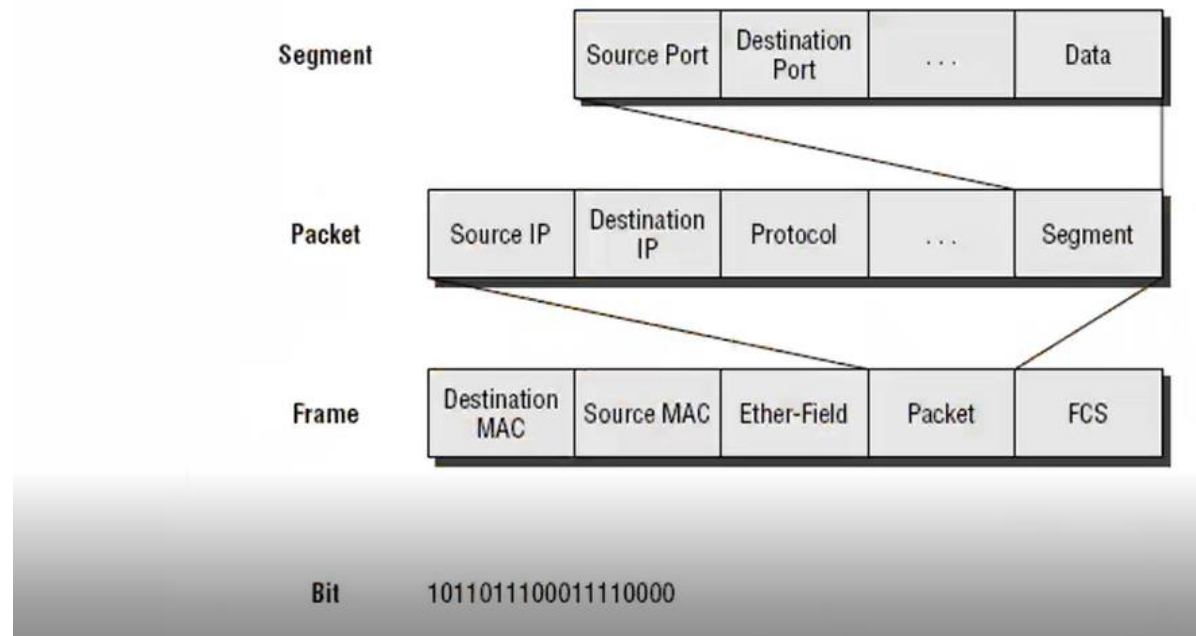 Segment
Source Port
Destination
Port
. . .
Data
Packet
Source IP
Destination
IP
Protocol
. . .
Segment
Frame
Destination
MAC
Source MAC
Ether-Field
Packet
FCS
Bit
1011011100011110000